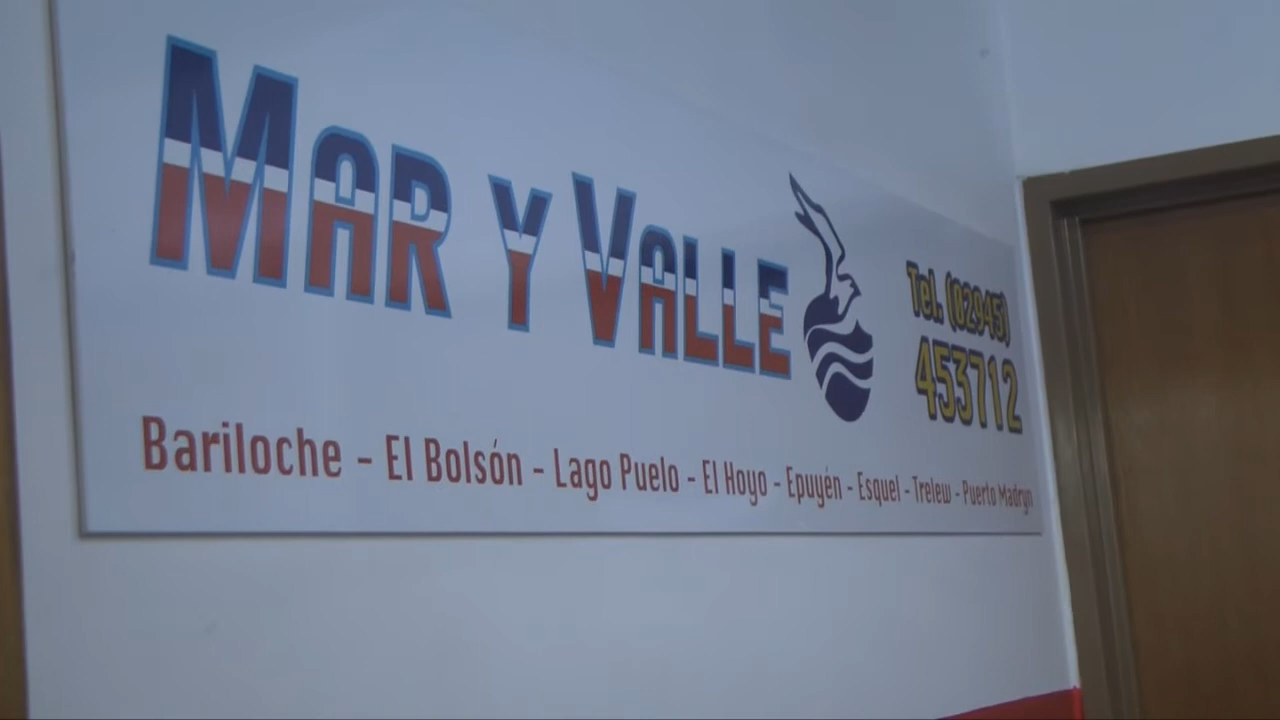 MAR Y VALLE
Tel. (02945)
453712
Bariloche - El Bolsón - Lago Puelo - El Hoyo - Epuyén - Esquel - Trelew - Puerto Madryn